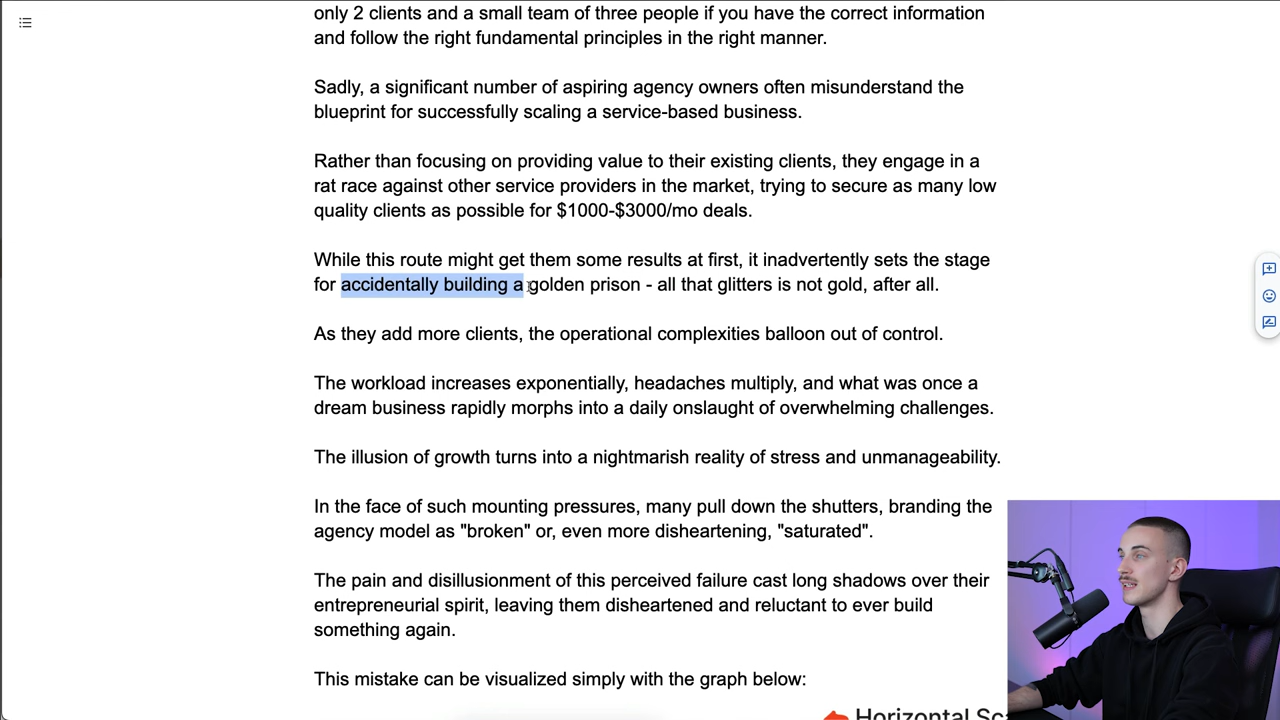 only 2 clients and a small team of three people if you have the correct information
and follow the right fundamental principles in the right manner.
Sadly, a significant number of aspiring agency owners often misunderstand the
blueprint for successfully scaling a service-based business.
Rather than focusing on providing value to their existing clients, they engage in a
rat race against other service providers in the market, trying to secure as many low
quality clients as possible for $1000-$3000/mo deals.
While this route might get them some results at first, it inadvertently sets the stage
for accidentally building a golden prison - all that glitters is not gold, after all.
As they add more clients, the operational complexities balloon out of control.
The workload increases exponentially, headaches multiply, and what was once a
dream business rapidly morphs into a daily onslaught of overwhelming challenges.
The illusion of growth turns into a nightmarish reality of stress and unmanageability.
In the face of such mounting pressures, many pull down the shutters, branding the
agency model as "broken" or, even more disheartening, "saturated".
The pain and disillusionment of this perceived failure cast long shadows over their
entrepreneurial spirit, leaving them disheartened and reluctant to ever build
something again.
This mistake can be visualized simply with the graph below:
Horizontal